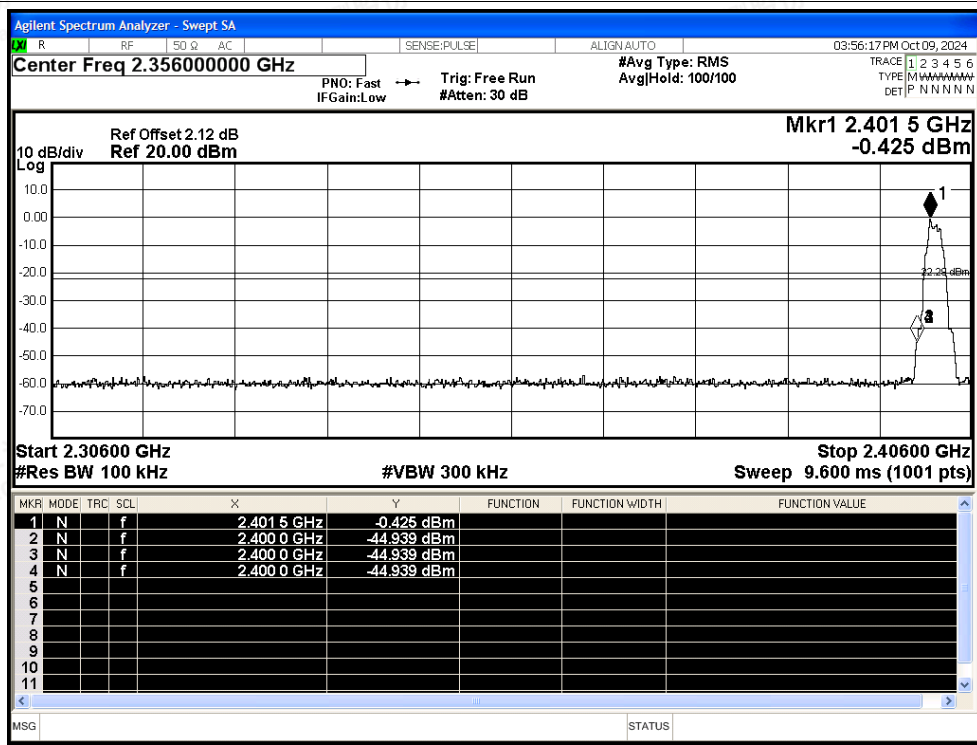 Agilent Spectrum Analyzer - Swept SA
LXI R RF 50 Ω AC SENSE:PULSE ALIGN AUTO 03:56:17 PM Oct 09, 2024
Center Freq 2.356000000 GHz
PNO: Fast
IFGain:Low
Trig: Free Run
#Atten: 30 dB
#Avg Type: RMS
Avg|Hold: 100/100
TRACE 1 2 3 4 5 6
TYPE M WWWWW
DET P N N N N N
Mkr1 2.401 5 GHz
-0.425 dBm
Ref Offset 2.12 dB
10 dB/div Ref 20.00 dBm
Log
10.0
0.00
-10.0
-20.0
-30.0
-40.0
-50.0
-60.0
-70.0
1
-22.29 dBm
Start 2.30600 GHz Stop 2.40600 GHz
#Res BW 100 kHz #VBW 300 kHz Sweep 9.600 ms (1001 pts)
MKR MODE TRC SCL X Y FUNCTION FUNCTION WIDTH FUNCTION VALUE
1 N f 2.401 5 GHz -0.425 dBm
2 N f 2.400 0 GHz -44.939 dBm
3 N f 2.400 0 GHz -44.939 dBm
4 N f 2.400 0 GHz -44.939 dBm
5
6
7
8
9
10
11
MSG STATUS